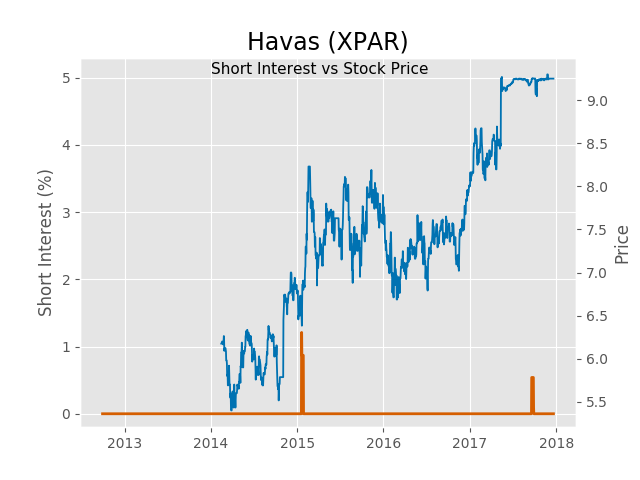 Havas (XPAR)
Short Interest vs Stock Price
Short Interest (%)
5
4
3
2
1
0
9.0
8.5
8.0
7.5
7.0
6.5
6.0
5.5
Price
2013 2014 2015 2016 2017 2018